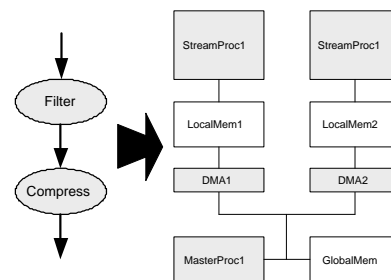 StreamProc1
StreamProc1
Filter
LocalMem1
LocalMem2
Compress
DMA1
DMA2
MasterProc1
GlobalMem